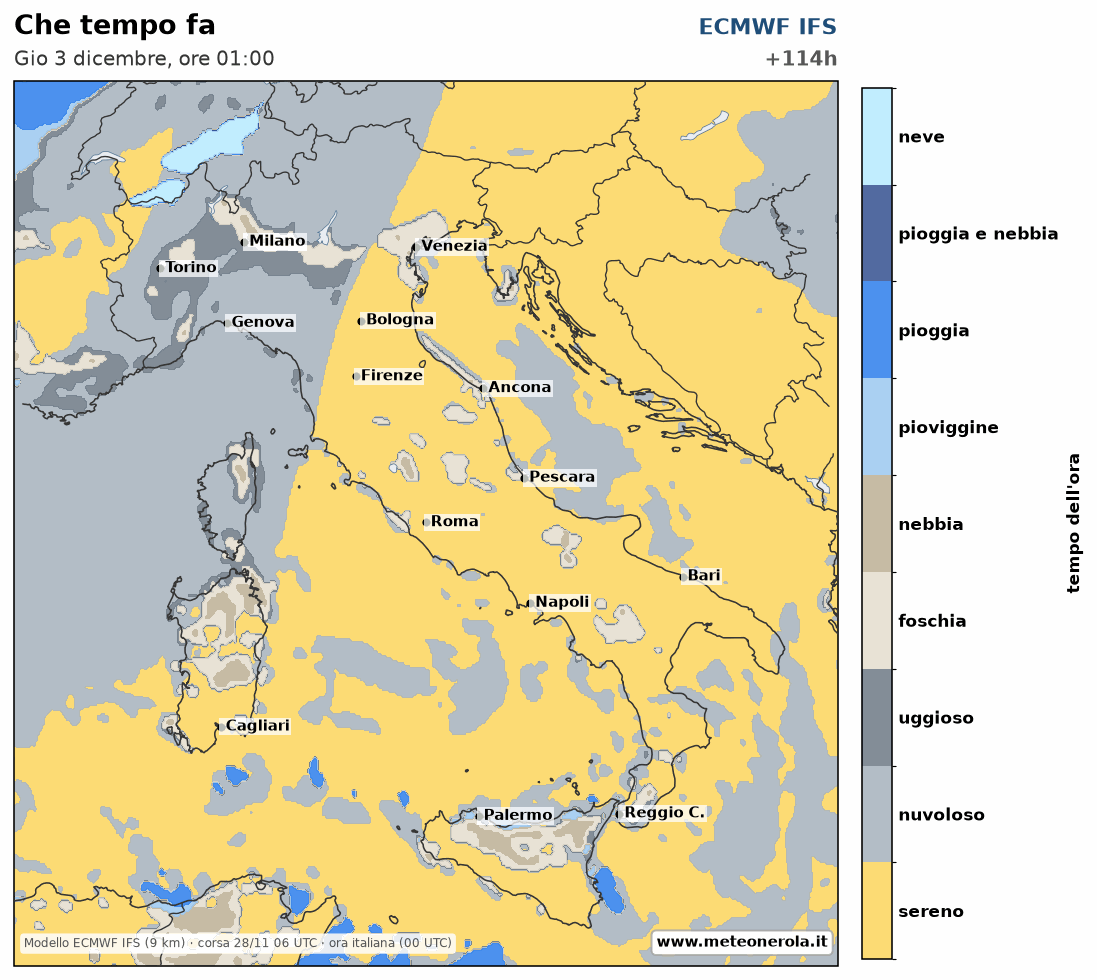 Che tempo fa
ECMWF IFS
Gio 3 dicembre, ore 01:00
+114h
neve
pioggia e nebbia
pioggia
pioviggine
nebbia
foschia
uggioso
nuvoloso
sereno
tempo dell'ora
Milano
Venezia
Torino
Bologna
Genova
Firenze
Ancona
Pescara
Roma
Bari
Napoli
Cagliari
Palermo
Reggio C.
Modello ECMWF IFS (9 km) · corsa 28/11 06 UTC · ora italiana (00 UTC)
www.meteonerola.it